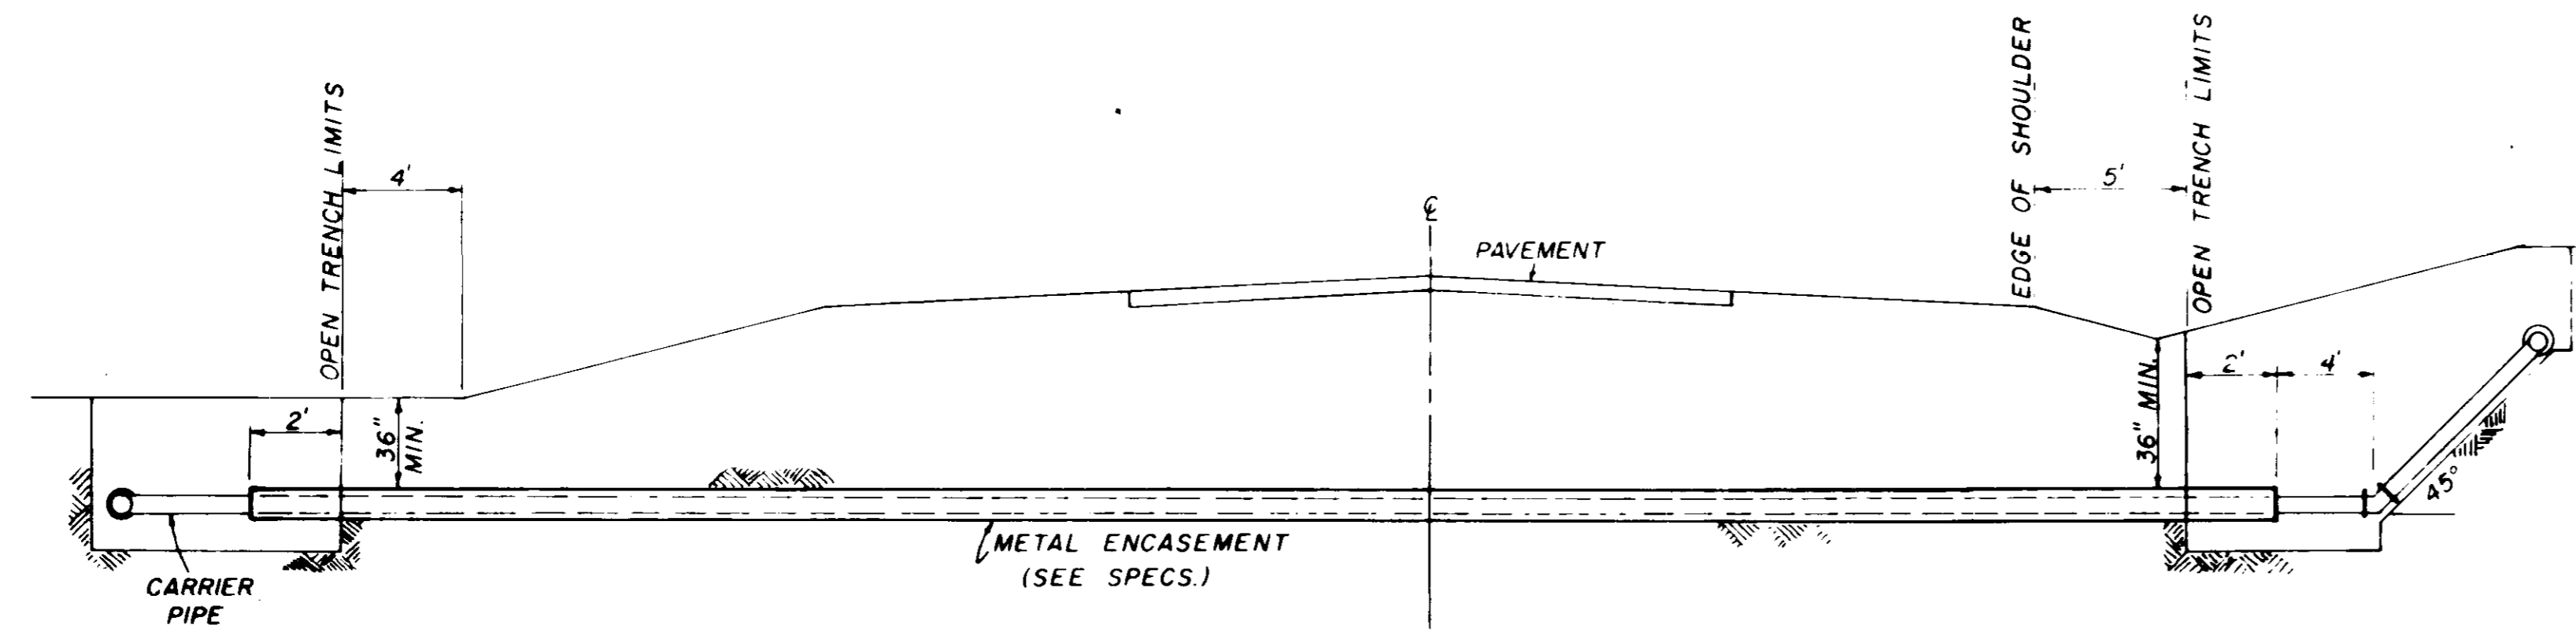 OPEN TRENCH LIMITS
4'
EDGE OF SHOULDER
5'
OPEN TRENCH LIMITS
℄
PAVEMENT
2'
36" MIN.
36" MIN.
2'
4'
45°
METAL ENCASEMENT
(SEE SPECS.)
CARRIER
PIPE